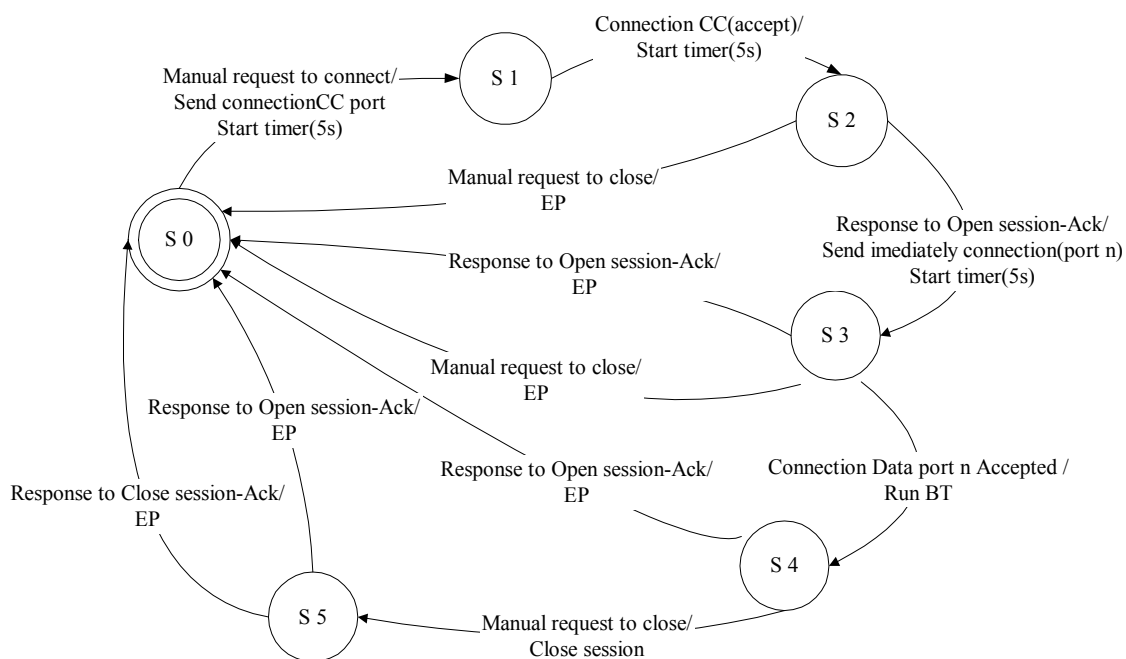 Connection CC(accept)/
Start timer(5s)
S 1
Manual request to connect/
Send connectionCC port
Start timer(5s)
S 2
Manual request to close/
EP
Response to Open session-Ack/
Send imediately connection(port n)
Start timer(5s)
S 0
Response to Open session-Ack/
EP
S 3
Manual request to close/
EP
Response to Open session-Ack/
EP
Response to Open session-Ack/
EP
Connection Data port n Accepted /
Run BT
Response to Close session-Ack/
EP
S 4
S 5
Manual request to close/
Close session